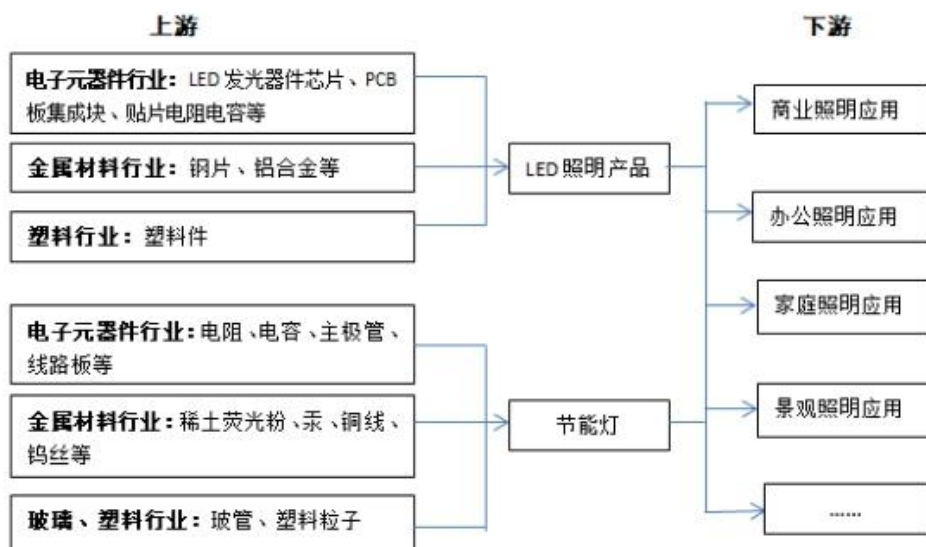 上游
下游
电子元器件行业：LED 发光器件芯片、PCB
板集成块、贴片电阻电容等
金属材料行业：钢片、铝合金等
塑料行业：塑料件
LED 照明产品
电子元器件行业：电阻、电容、主极管、
线路板等
金属材料行业：稀土荧光粉、汞、铜线、
钨丝等
玻璃、塑料行业：玻管、塑料粒子
节能灯
商业照明应用
办公照明应用
家庭照明应用
景观照明应用
……